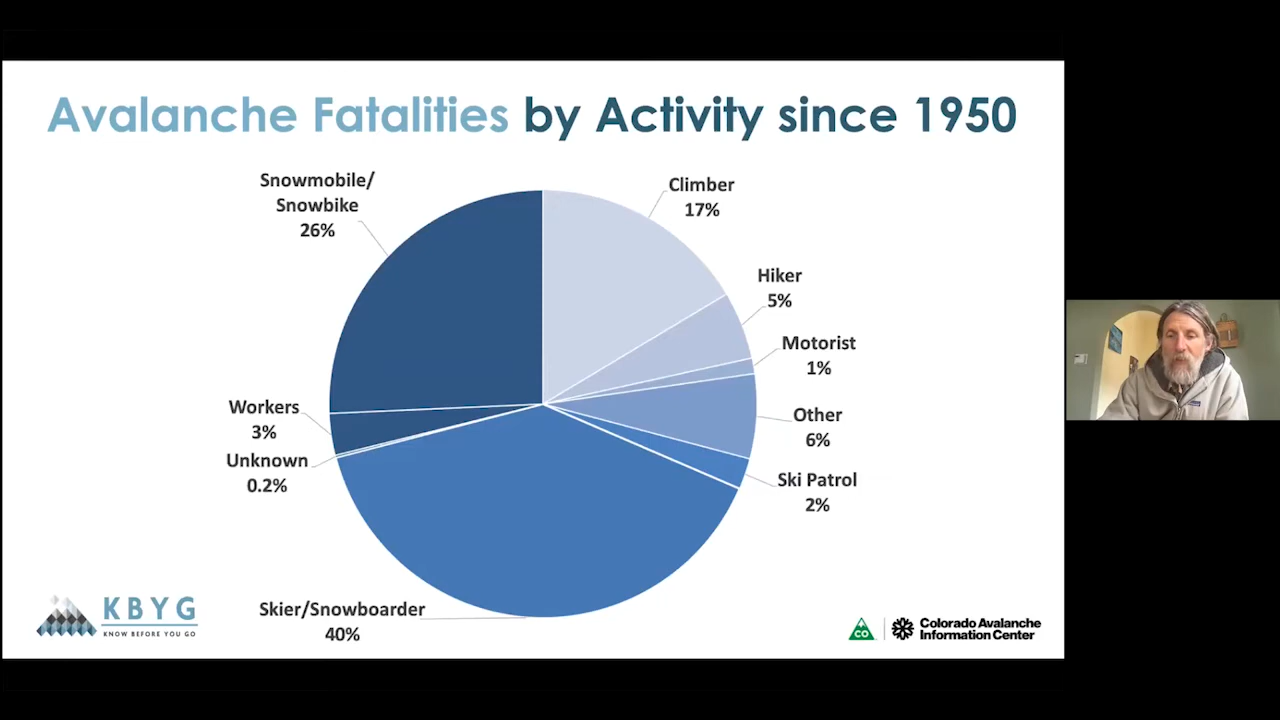 Avalanche Fatalities by Activity since 1950
Snowmobile/
Snowbike
26%
Climber
17%
Hiker
5%
Motorist
1%
Other
6%
Ski Patrol
2%
Workers
3%
Unknown
0.2%
Skier/Snowboarder
40%
KBYG
KNOW BEFORE YOU GO
CO
Colorado Avalanche
Information Center